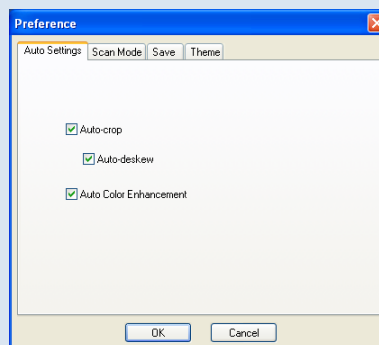 Preference
Auto Settings Scan Mode Save Theme
Auto-crop
Auto-deskew
Auto Color Enhancement
OK Cancel